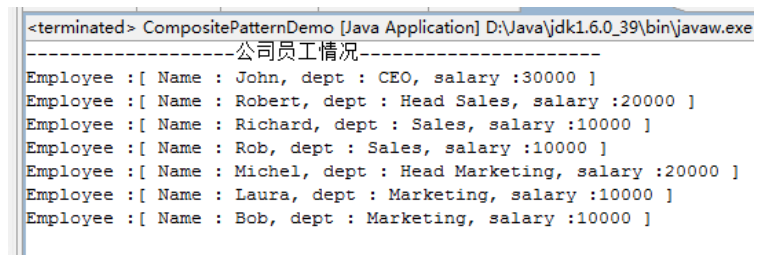 <terminated> CompositePatternDemo [Java Application] D:\Java\jdk1.6.0_39\bin\javaw.exe
-------------------公司员工情况----------------------
Employee :[ Name : John, dept : CEO, salary :30000 ]
Employee :[ Name : Robert, dept : Head Sales, salary :20000 ]
Employee :[ Name : Richard, dept : Sales, salary :10000 ]
Employee :[ Name : Rob, dept : Sales, salary :10000 ]
Employee :[ Name : Michel, dept : Head Marketing, salary :20000 ]
Employee :[ Name : Laura, dept : Marketing, salary :10000 ]
Employee :[ Name : Bob, dept : Marketing, salary :10000 ]